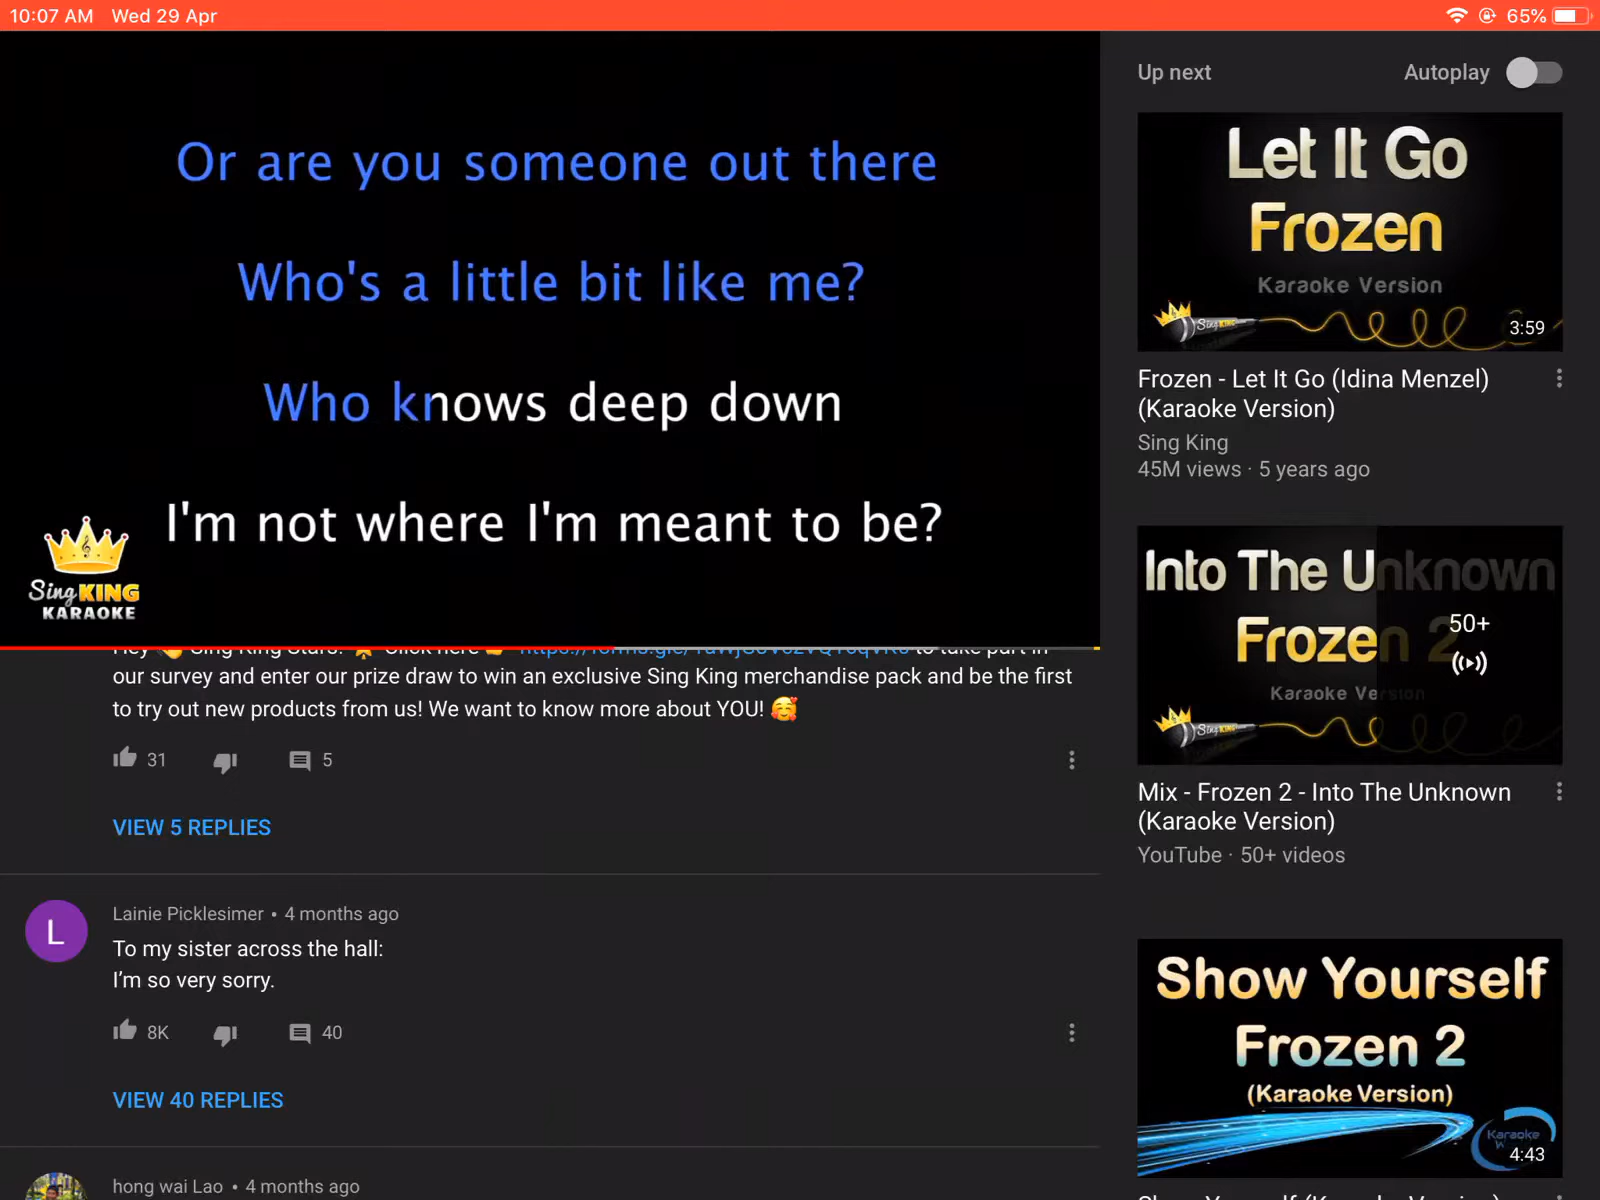 10:07 AM Wed 29 Apr
65%
Or are you someone out there
Who's a little bit like me?
Who knows deep down
I'm not where I'm meant to be?
Sing KING
KARAOKE
our survey and enter our prize draw to win an exclusive Sing King merchandise pack and be the first
to try out new products from us! We want to know more about YOU! 🥰
31
5
VIEW 5 REPLIES
L
Lainie Picklesimer • 4 months ago
To my sister across the hall:
I’m so very sorry.
8K
40
VIEW 40 REPLIES
hong wai Lao • 4 months ago
Up next
Autoplay
Let It Go
Frozen
Karaoke Version
Sing KING
3:59
Frozen - Let It Go (Idina Menzel)
(Karaoke Version)
Sing King
45M views · 5 years ago
Into The Unknown
Frozen 2
Karaoke Version
Sing KING
50+
Mix - Frozen 2 - Into The Unknown
(Karaoke Version)
YouTube · 50+ videos
Show Yourself
Frozen 2
(Karaoke Version)
Karaoke
4:43